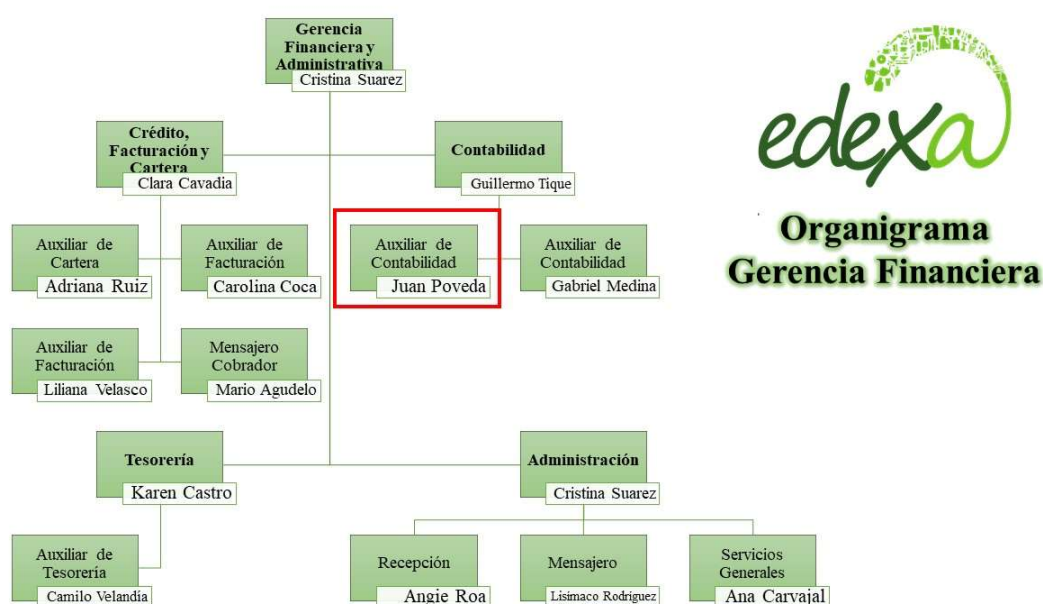 Gerencia
Financiera y
Administrativa
Cristina Suarez
edexa
Organigrama
Gerencia Financiera
Crédito,
Facturación y
Cartera
Clara Cavadia
Contabilidad
Guillermo Tique
Auxiliar de
Cartera
Adriana Ruiz
Auxiliar de
Facturación
Carolina Coca
Auxiliar de
Contabilidad
Juan Poveda
Auxiliar de
Contabilidad
Gabriel Medina
Auxiliar de
Facturación
Liliana Velasco
Mensajero
Cobrador
Mario Agudelo
Tesorería
Karen Castro
Administración
Cristina Suarez
Auxiliar de
Tesorería
Camilo Velandía
Recepción
Angie Roa
Mensajero
Lisimaco Rodriguez
Servicios
Generales
Ana Carvajal